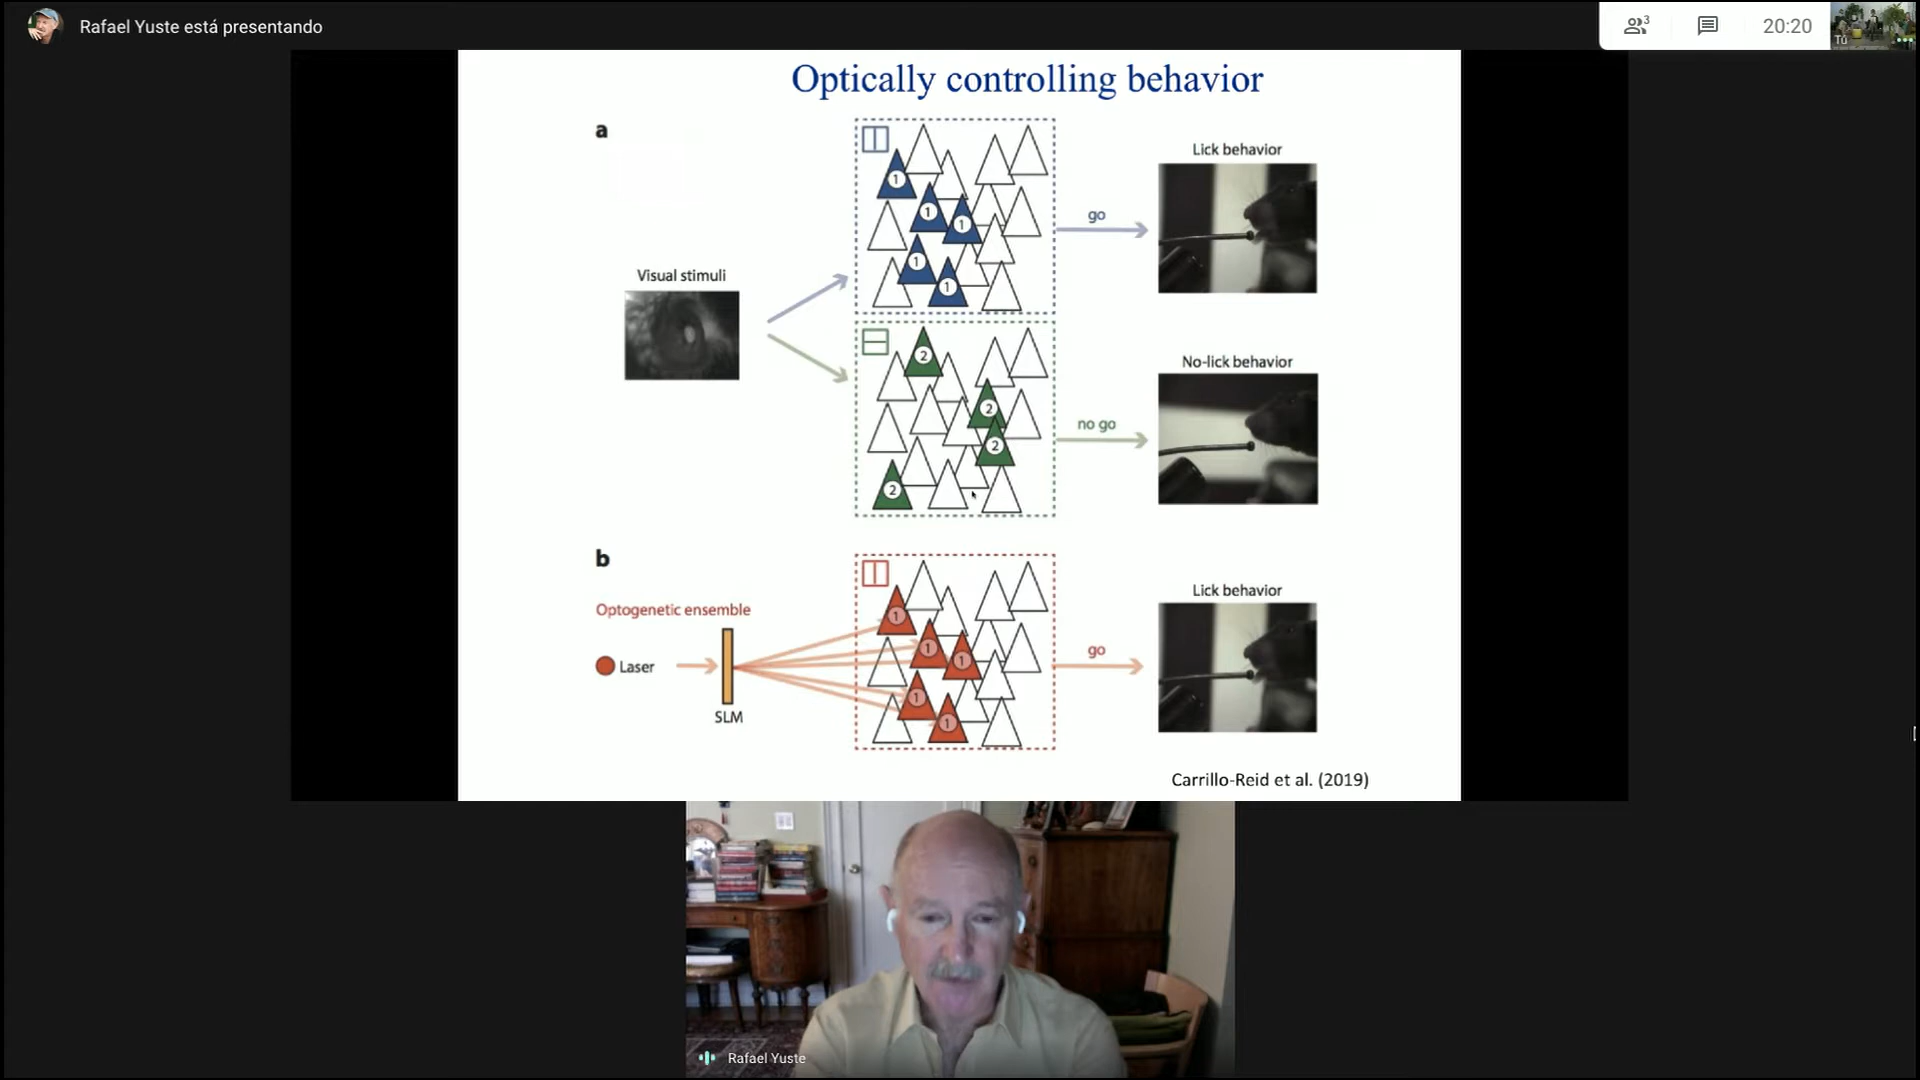 Rafael Yuste está presentando
3
20:20
Tú
Optically controlling behavior
a
Visual stimuli
1
1
1
1
1
go
Lick behavior
2
2
2
2
no go
No-lick behavior
b
Optogenetic ensemble
Laser
SLM
1
1
1
1
1
go
Lick behavior
Carrillo-Reid et al. (2019)
Rafael Yuste